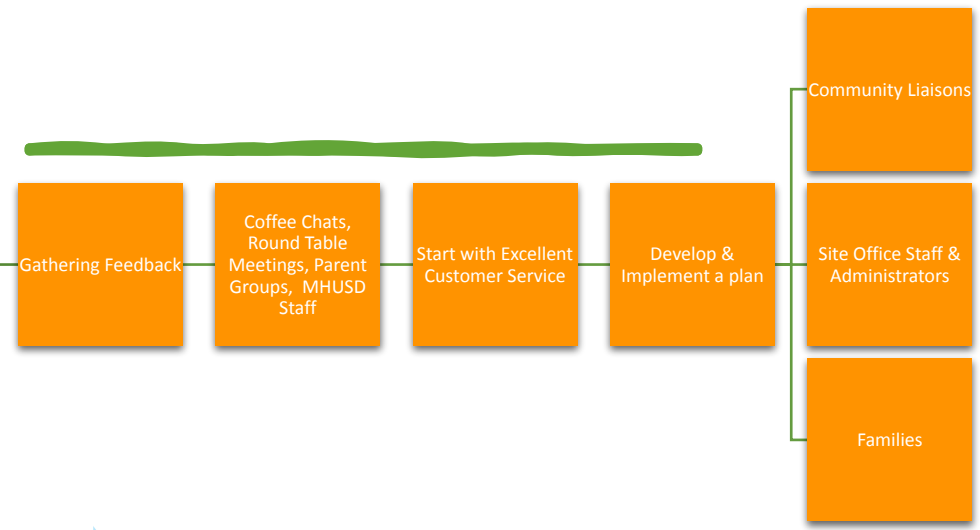 Gathering Feedback
Coffee Chats,
Round Table
Meetings, Parent
Groups,  MHUSD
Staff
Start with Excellent
Customer Service
Develop &
Implement a plan
Community Liaisons
Site Office Staff &
Administrators
Families